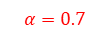 α = 0.7